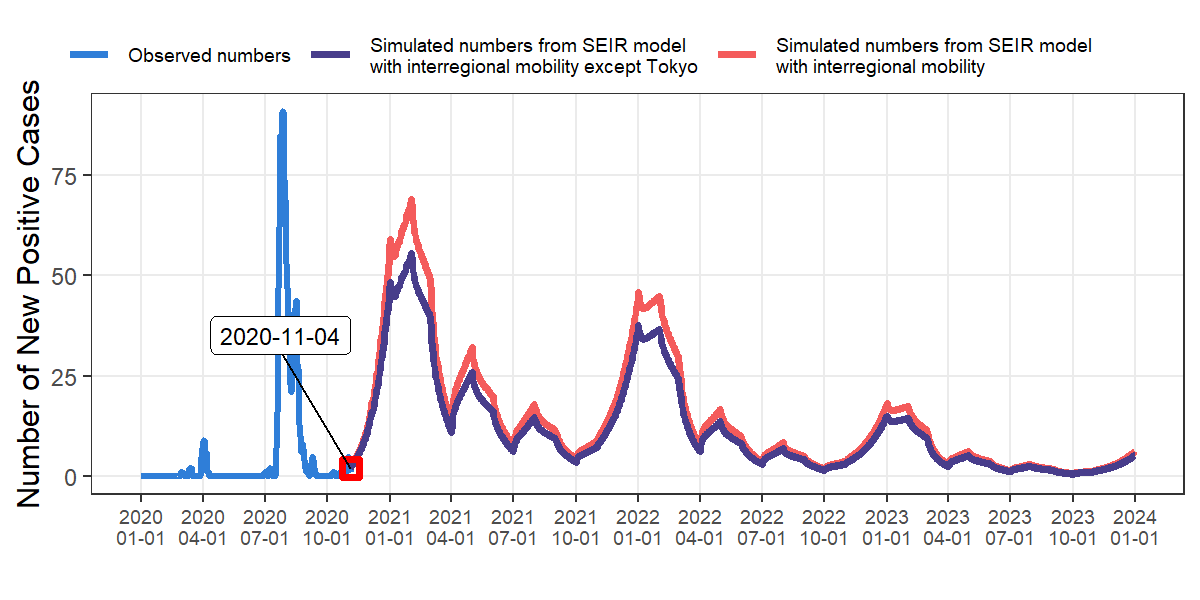 Observed numbers
Simulated numbers from SEIR model
with interregional mobility except Tokyo
Simulated numbers from SEIR model
with interregional mobility
Number of New Positive Cases
75
50
25
0
2020-11-04
2020 2020 2020 2020 2021 2021 2021 2021 2022 2022 2022 2022 2023 2023 2023 2023 2024
01-01 04-01 07-01 10-01 01-01 04-01 07-01 10-01 01-01 04-01 07-01 10-01 01-01 04-01 07-01 10-01 01-01